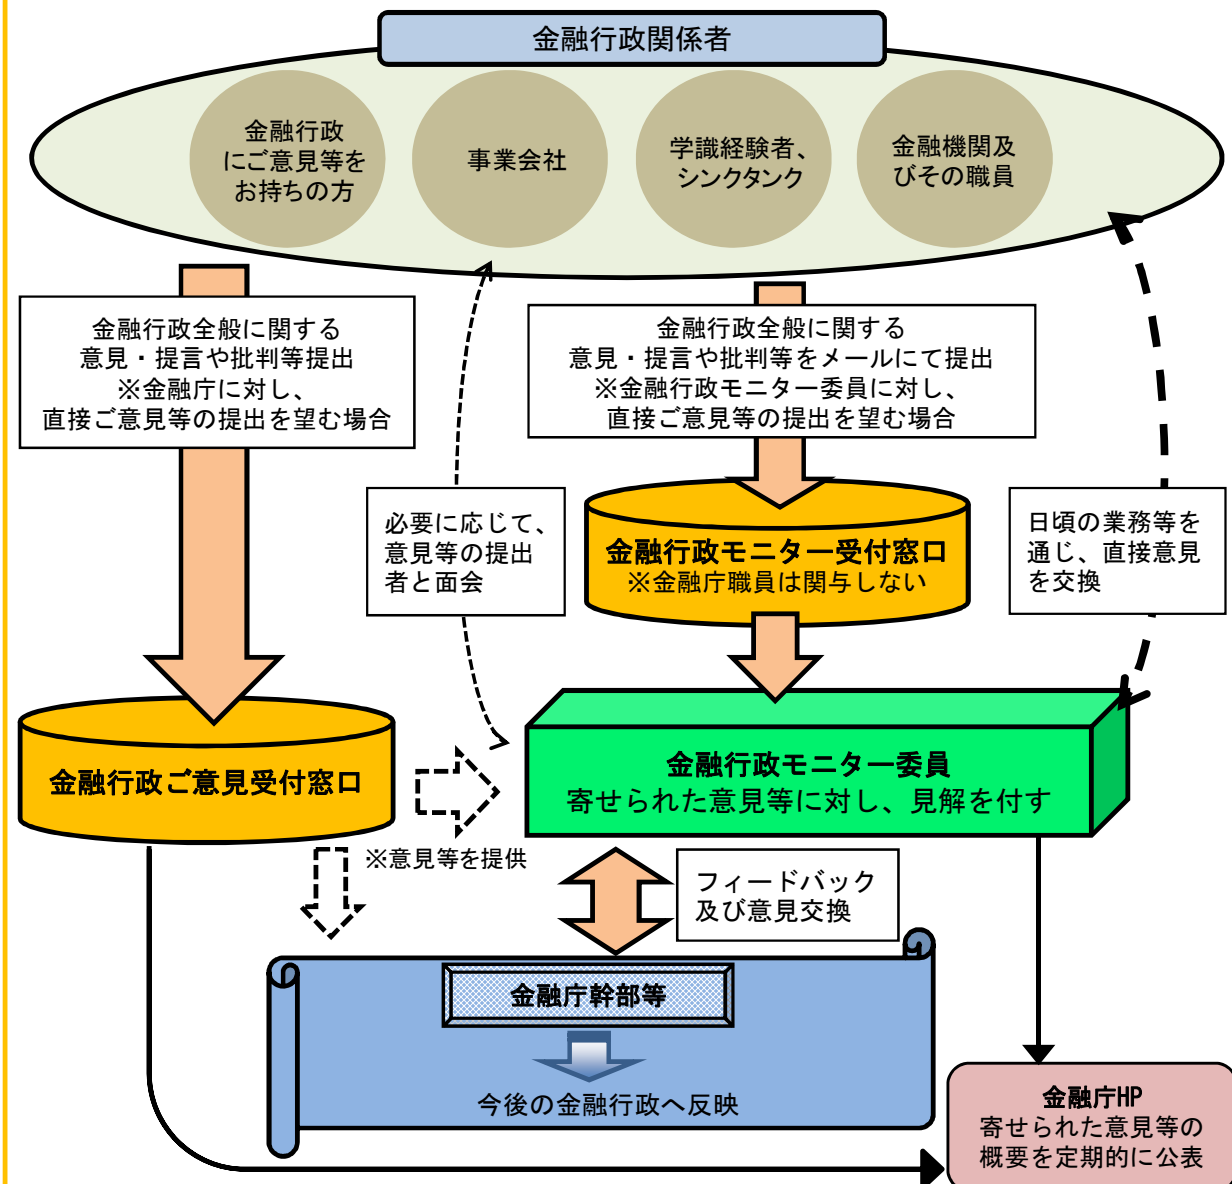 金融行政関係者
金融行政
にご意見等を
お持ちの方
事業会社
学識経験者、
シンクタンク
金融機関及
びその職員
金融行政全般に関する
意見・提言や批判等提出
※金融庁に対し、
直接ご意見等の提出を望む場合
金融行政全般に関する
意見・提言や批判等をメールにて提出
※金融行政モニター委員に対し、
直接ご意見等の提出を望む場合
必要に応じて、
意見等の提出
者と面会
金融行政モニター受付窓口
※金融庁職員は関与しない
日頃の業務等を
通じ、直接意見
を交換
金融行政ご意見受付窓口
金融行政モニター委員
寄せられた意見等に対し、見解を付す
※意見等を提供
フィードバック
及び意見交換
金融庁幹部等
今後の金融行政へ反映
金融庁HP
寄せられた意見等の
概要を定期的に公表